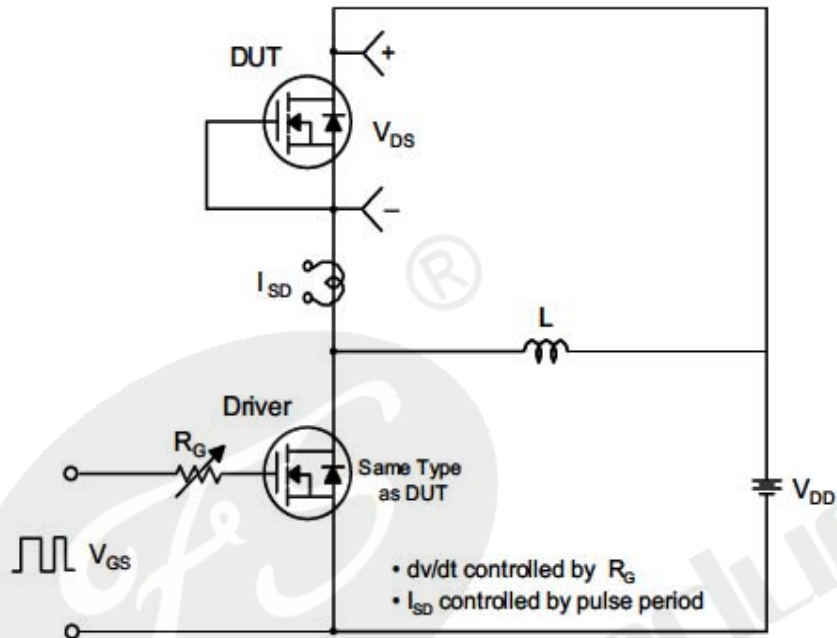 DUT
+
V_DS
−
I_SD
®
L
Driver
R_G
Same Type
as DUT
V_DD
V_GS
• dv/dt controlled by R_G
• I_SD controlled by pulse period